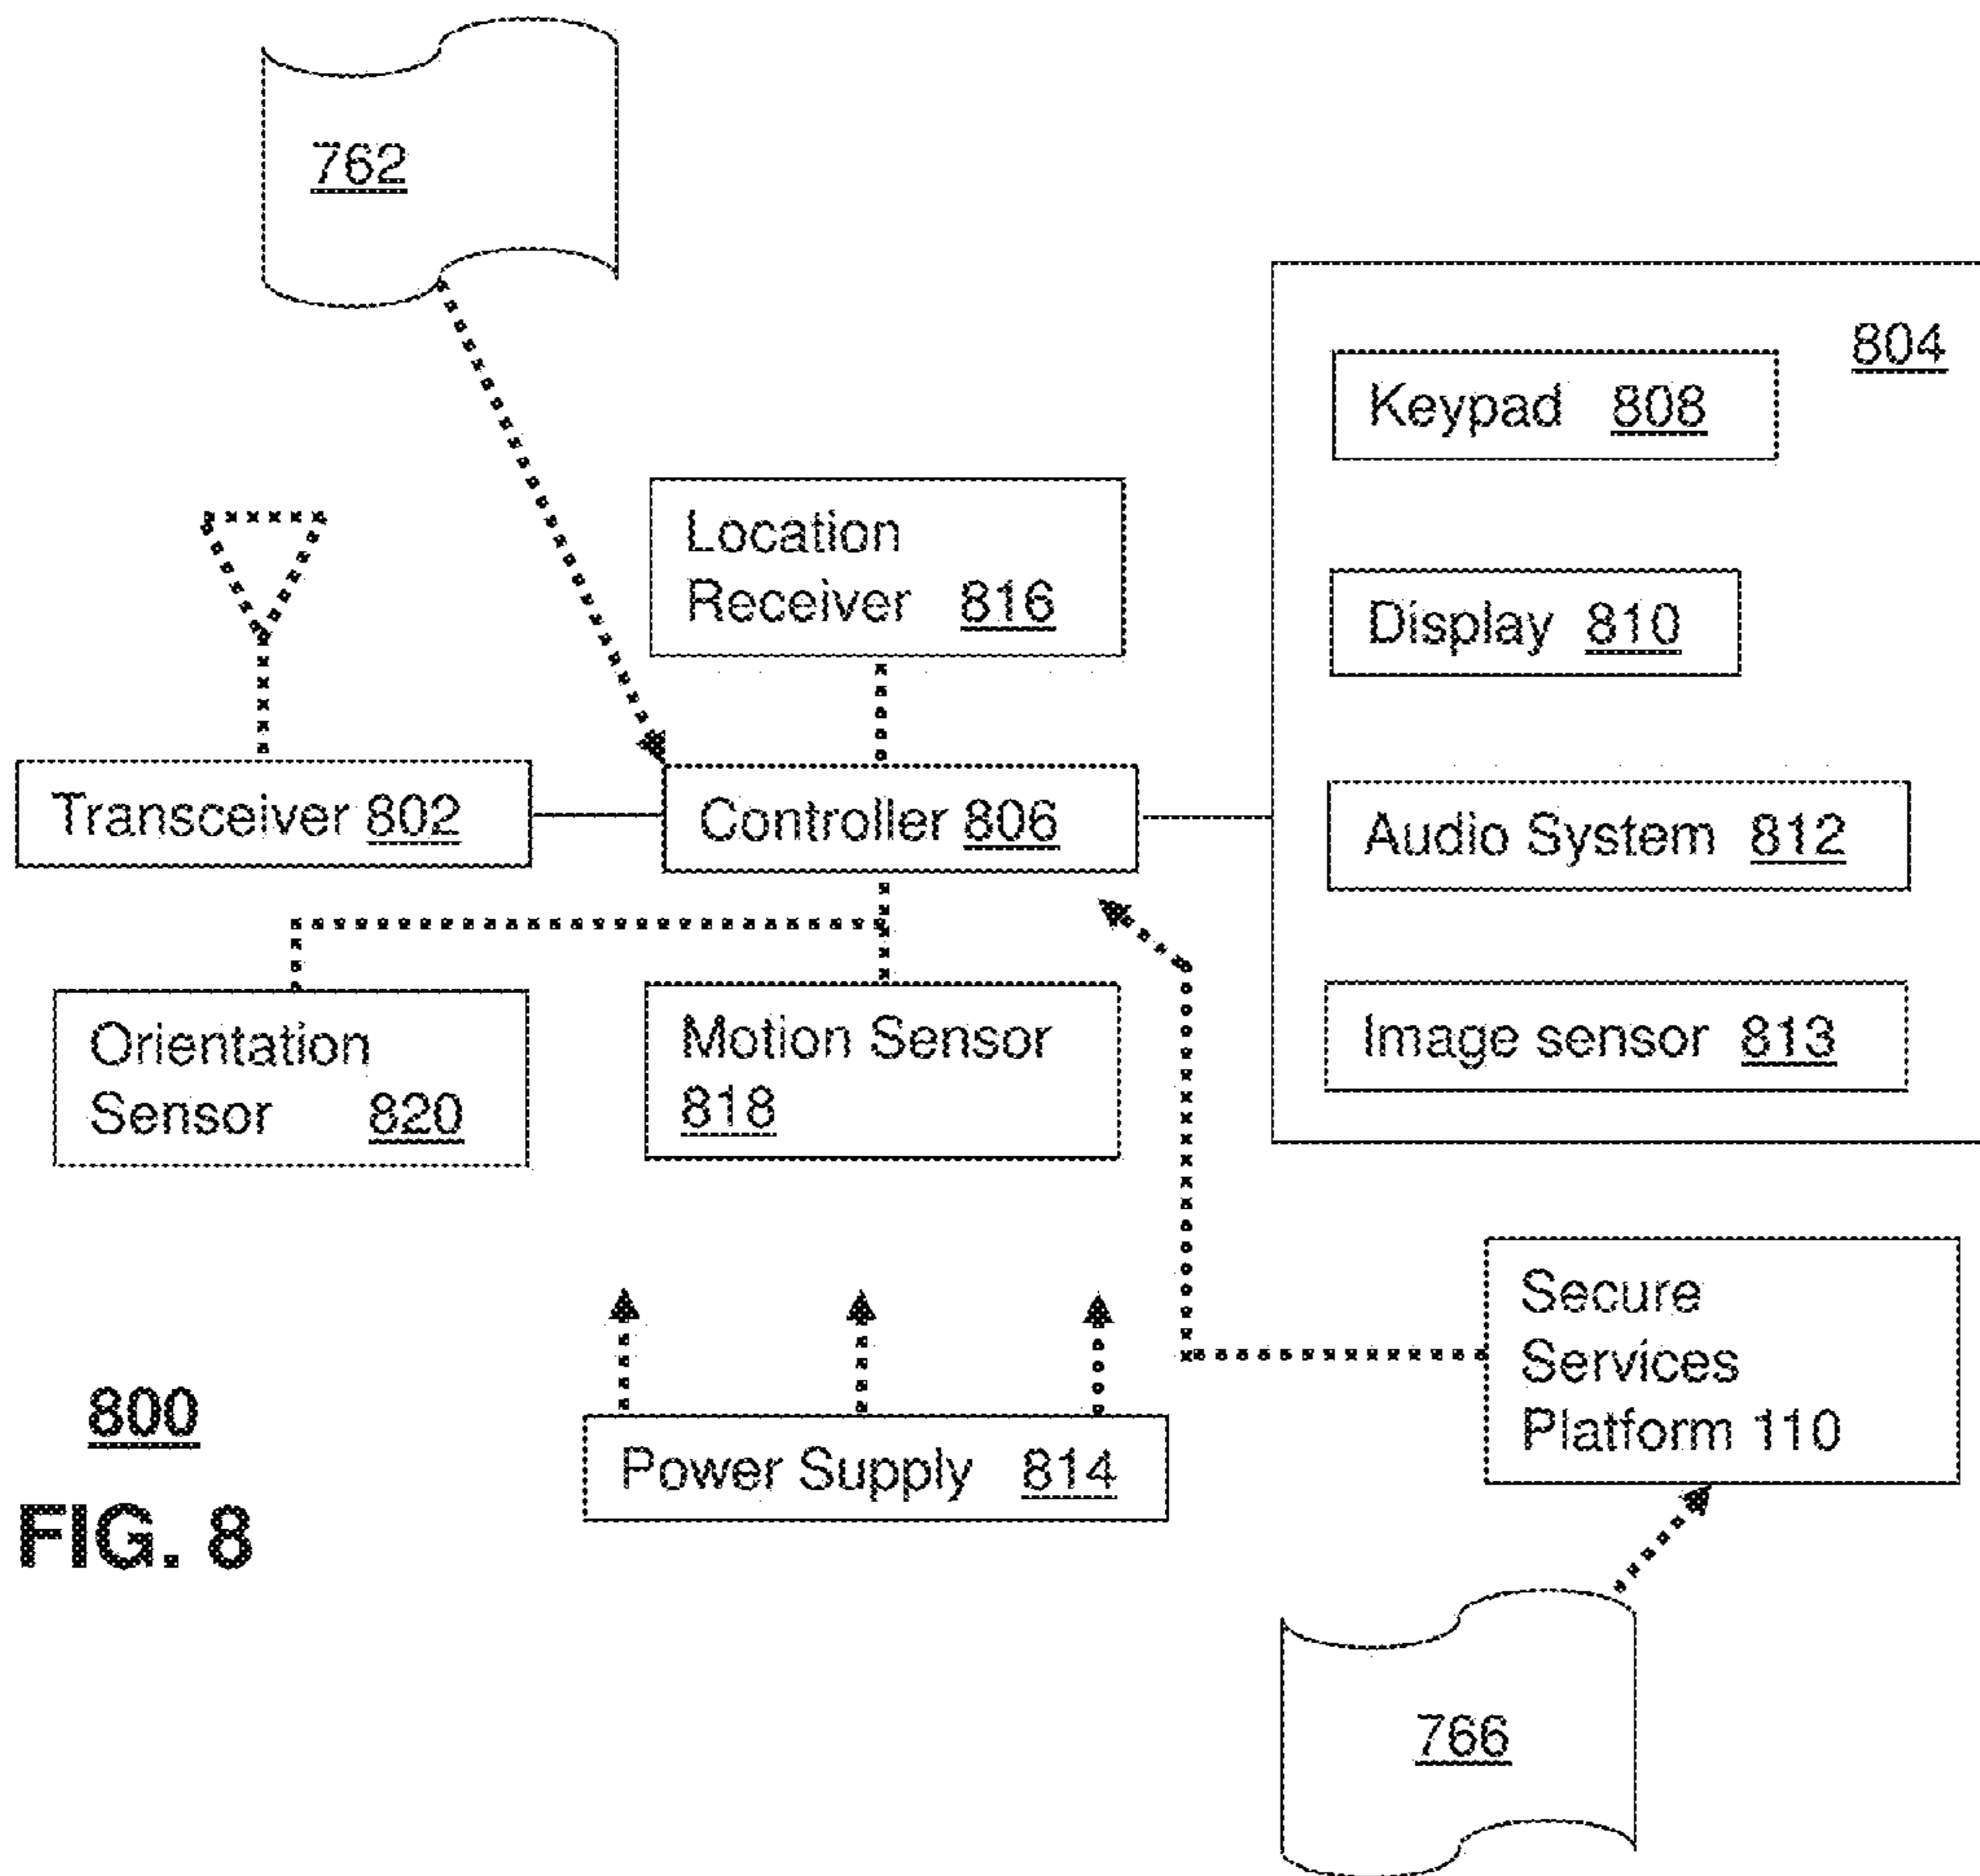 762
804
Keypad 808
Location
Receiver 816
Display 810
Transceiver 802
Controller 806
Audio System 812
Orientation
Sensor 820
Motion Sensor
818
Image sensor 813
Secure
Services
Platform 110
Power Supply 814
800
FIG. 8
766